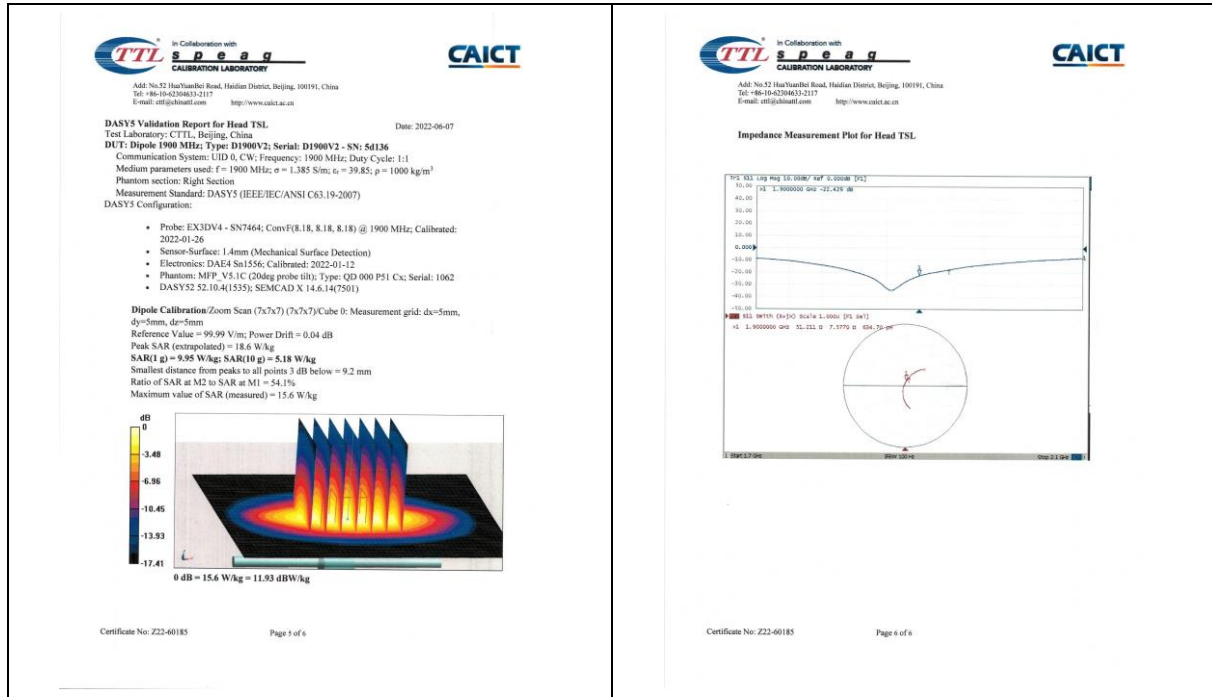 TTL
In Collaboration with
s p e a g
CALIBRATION LABORATORY
CAICT
Add: No.52 HuaYuanBei Road, Haidian District, Beijing, 100191, China
Tel: +86-10-62304633-2117
E-mail: cttl@chinattl.com http://www.caict.ac.cn
DASY5 Validation Report for Head TSL Date: 2022-06-07
Test Laboratory: CTTL, Beijing, China
DUT: Dipole 1900 MHz; Type: D1900V2; Serial: D1900V2 - SN: 5d136
Communication System: UID 0, CW; Frequency: 1900 MHz; Duty Cycle: 1:1
Medium parameters used: f = 1900 MHz; σ = 1.385 S/m; εr = 39.85; ρ = 1000 kg/m³
Phantom section: Right Section
Measurement Standard: DASY5 (IEEE/IEC/ANSI C63.19-2007)
DASY5 Configuration:
• Probe: EX3DV4 - SN7464; ConvF(8.18, 8.18, 8.18) @ 1900 MHz; Calibrated:
2022-01-26
• Sensor-Surface: 1.4mm (Mechanical Surface Detection)
• Electronics: DAE4 Sn1556; Calibrated: 2022-01-12
• Phantom: MFP_V5.1C (20deg probe tilt); Type: QD 000 P51 Cx; Serial: 1062
• DASY52 52.10.4(1535); SEMCAD X 14.6.14(7501)
Dipole Calibration/Zoom Scan (7x7x7) (7x7x7)/Cube 0: Measurement grid: dx=5mm,
dy=5mm, dz=5mm
Reference Value = 99.99 V/m; Power Drift = 0.04 dB
Peak SAR (extrapolated) = 18.6 W/kg
SAR(1 g) = 9.95 W/kg; SAR(10 g) = 5.18 W/kg
Smallest distance from peaks to all points 3 dB below = 9.2 mm
Ratio of SAR at M2 to SAR at M1 = 54.1%
Maximum value of SAR (measured) = 15.6 W/kg
dB
0
-3.48
-6.96
-10.45
-13.93
-17.41
0 dB = 15.6 W/kg = 11.93 dBW/kg
Certificate No: Z22-60185 Page 5 of 6
TTL
In Collaboration with
s p e a g
CALIBRATION LABORATORY
CAICT
Add: No.52 HuaYuanBei Road, Haidian District, Beijing, 100191, China
Tel: +86-10-62304633-2117
E-mail: cttl@chinattl.com http://www.caict.ac.cn
Impedance Measurement Plot for Head TSL
Tr1 S11 Log Mag 10.00dB/ Ref 0.000dB [F1]
50.00
>1 1.9000000 GHz -22.429 dB
40.00
30.00
20.00
10.00
0.000
-10.00
-20.00
-30.00
-40.00
-50.00
S11 Smith (R+jX) Scale 1.000U [F1 Del]
>1 1.9000000 GHz 51.211 Ω 7.5770 Ω 634.70 pH
1 Start 1.7 GHz IFBW 100 Hz Stop 2.1 GHz
Certificate No: Z22-60185 Page 6 of 6